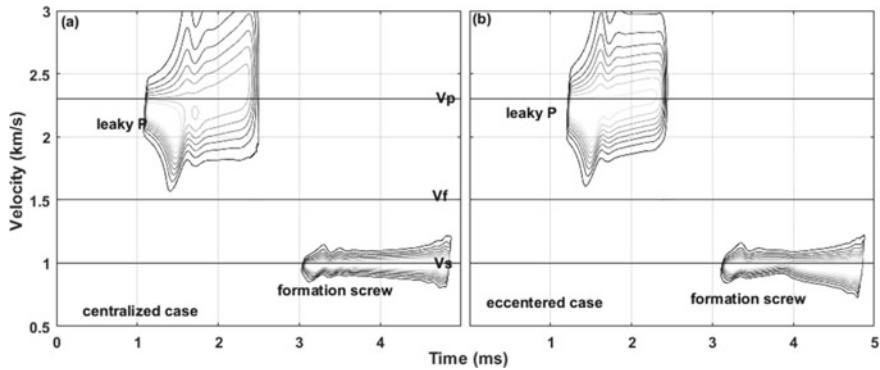 (a)
(b)
3
2.5
2
1.5
1
0.5
Velocity (km/s)
Vp
Vf
Vs
leaky P
leaky P
formation screw
formation screw
centralized case
eccentered case
0
1
2
3
4
1
2
3
4
5
Time (ms)